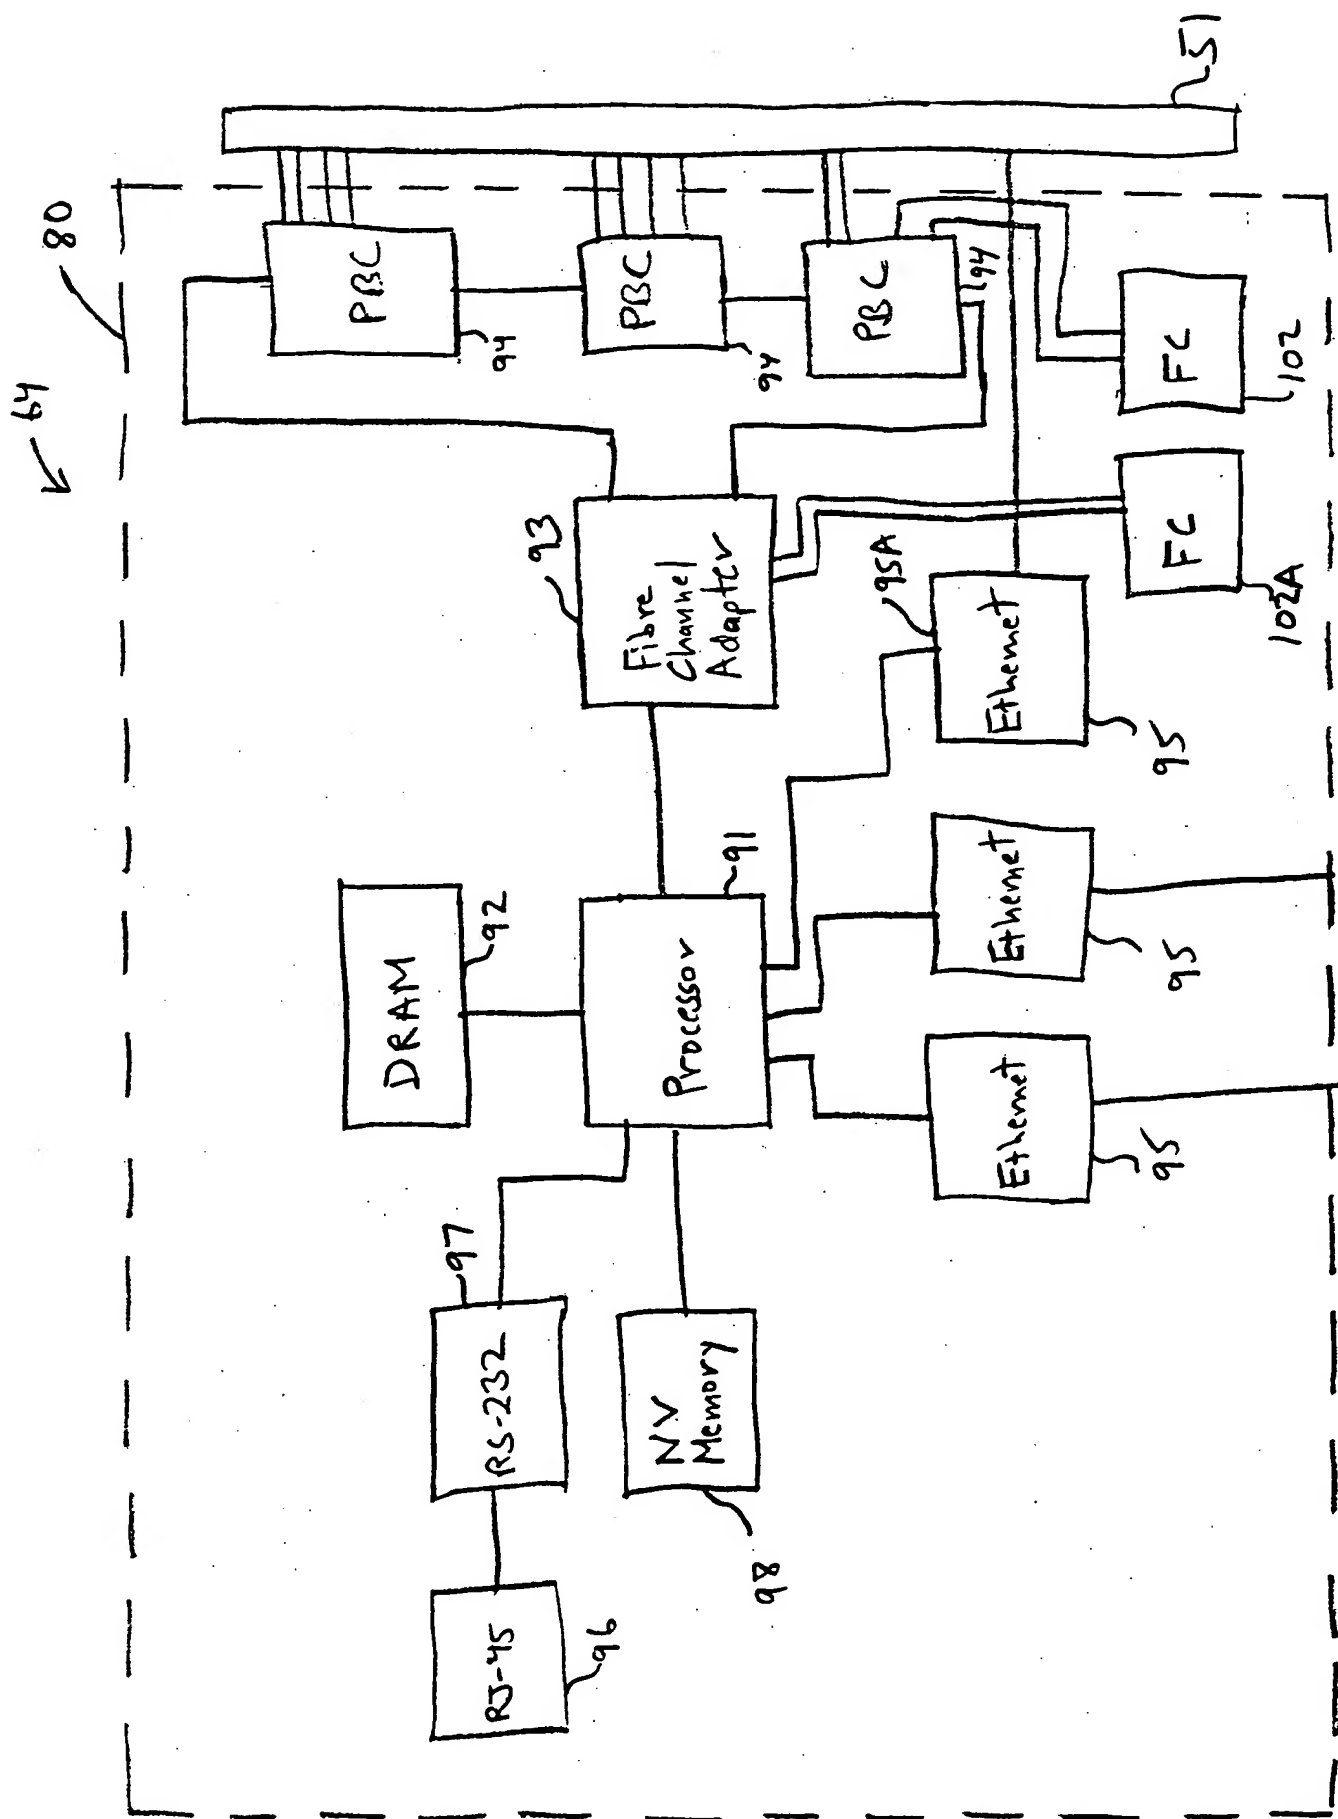 64
80
51
PBC
94
PBC
94
PBC
94
FC
102
FC
102A
93
Fibre
Channel
Adapter
95A
Ethernet
95
Ethernet
95
Ethernet
95
DRAM
92
Processor
91
RS-232
97
NV
Memory
98
RJ-45
96